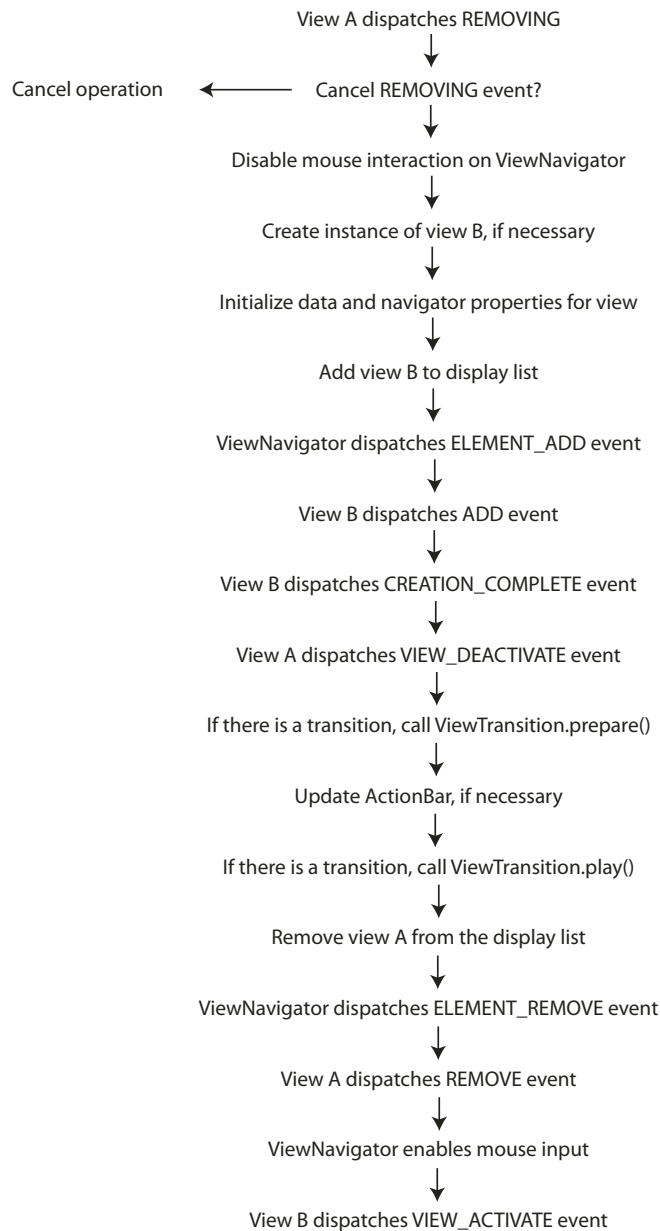 View A dispatches REMOVING
Cancel operation
Cancel REMOVING event?
Disable mouse interaction on ViewNavigator
Create instance of view B, if necessary
Initialize data and navigator properties for view
Add view B to display list
ViewNavigator dispatches ELEMENT_ADD event
View B dispatches ADD event
View B dispatches CREATION_COMPLETE event
View A dispatches VIEW_DEACTIVATE event
If there is a transition, call ViewTransition.prepare()
Update ActionBar, if necessary
If there is a transition, call ViewTransition.play()
Remove view A from the display list
ViewNavigator dispatches ELEMENT_REMOVE event
View A dispatches REMOVE event
ViewNavigator enables mouse input
View B dispatches VIEW_ACTIVATE event